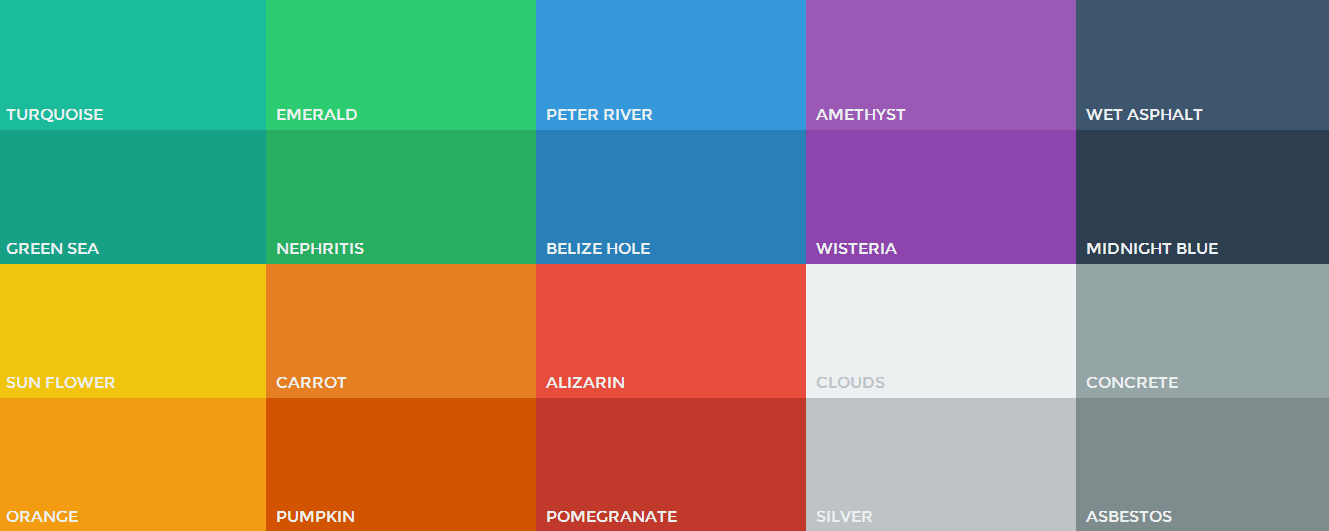 TURQUOISE
EMERALD
PETER RIVER
AMETHYST
WET ASPHALT
GREEN SEA
NEPHRITIS
BELIZE HOLE
WISTERIA
MIDNIGHT BLUE
SUN FLOWER
CARROT
ALIZARIN
CLOUDS
CONCRETE
ORANGE
PUMPKIN
POMEGRANATE
SILVER
ASBESTOS